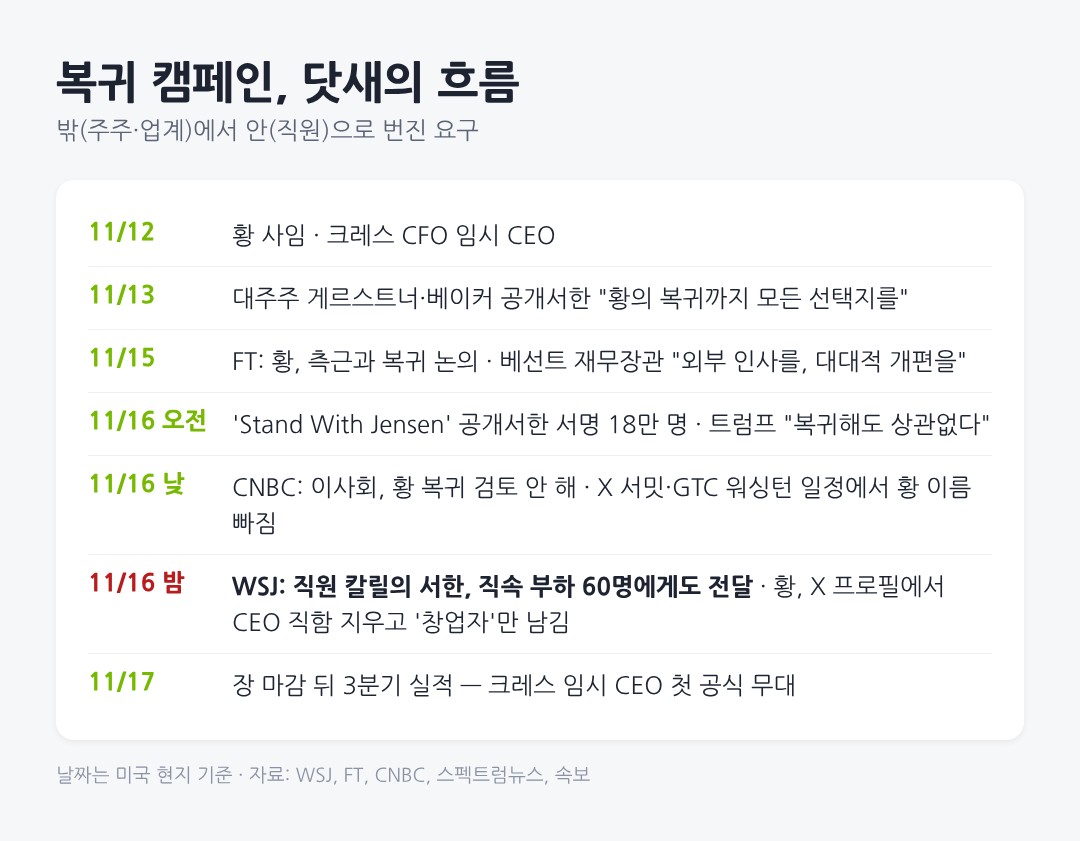 복귀 캠페인, 닷새의 흐름
밖(주주·업계)에서 안(직원)으로 번진 요구
11/12 황 사임 · 크레스 CFO 임시 CEO
11/13 대주주 게르스트너·베이커 공개서한 "황의 복귀까지 모든 선택지를"
11/15 FT: 황, 측근과 복귀 논의 · 베선트 재무장관 "외부 인사를, 대대적 개편을"
11/16 오전 'Stand With Jensen' 공개서한 서명 18만 명 · 트럼프 "복귀해도 상관없다"
11/16 낮 CNBC: 이사회, 황 복귀 검토 안 해 · X 서밋·GTC 워싱턴 일정에서 황 이름
빠짐
11/16 밤 WSJ: 직원 칼릴의 서한, 직속 부하 60명에게도 전달 · 황, X 프로필에서
CEO 직함 지우고 '창업자'만 남김
11/17 장 마감 뒤 3분기 실적 — 크레스 임시 CEO 첫 공식 무대
날짜는 미국 현지 기준 · 자료: WSJ, FT, CNBC, 스펙트럼뉴스, 속보